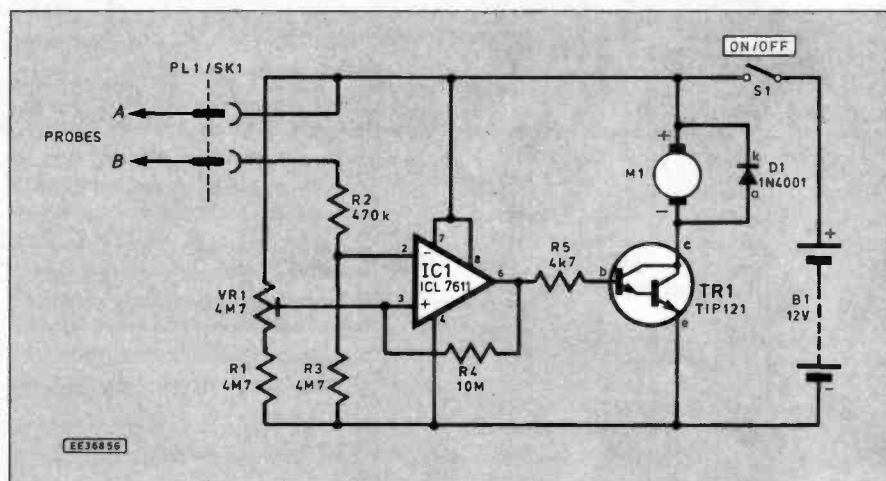 ON/OFF
S1
PL1/SK1
A
PROBES
B
R2
470k
+
M1
-
k
D1
1N4001
a
7
8
2
-
IC1
ICL 7611
3
+
4
6
R5
4k7
b
c
TR1
TIP121
e
+
B1
12V
-
VR1
4M7
R4
10M
R1
4M7
R3
4M7
EE3685G